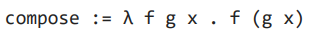 compose := λ f g x . f (g x)